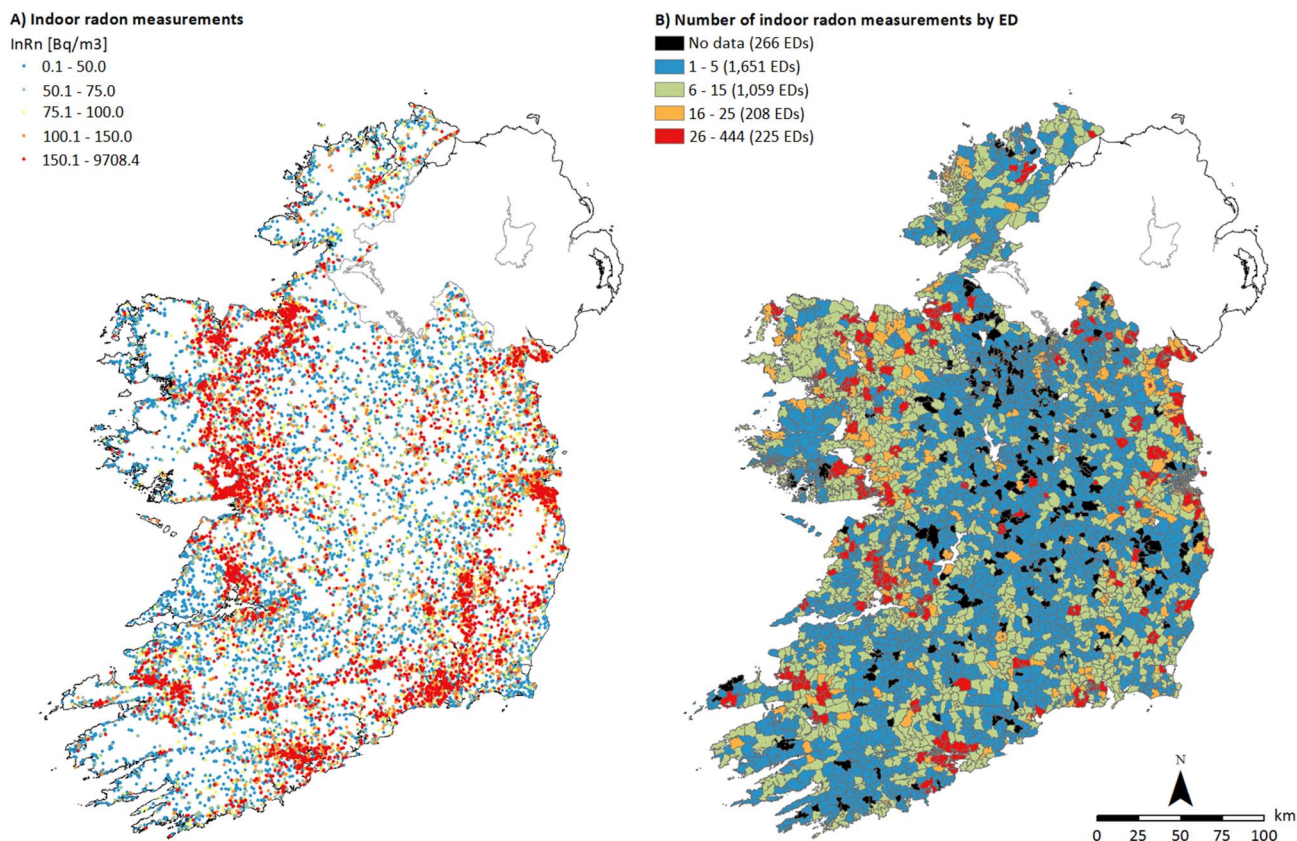 A) Indoor radon measurements
InRn [Bq/m3]
0.1 - 50.0
50.1 - 75.0
75.1 - 100.0
100.1 - 150.0
150.1 - 9708.4
B) Number of indoor radon measurements by ED
No data (266 EDs)
1 - 5 (1,651 EDs)
6 - 15 (1,059 EDs)
16 - 25 (208 EDs)
26 - 444 (225 EDs)
N
km
0 25 50 75 100